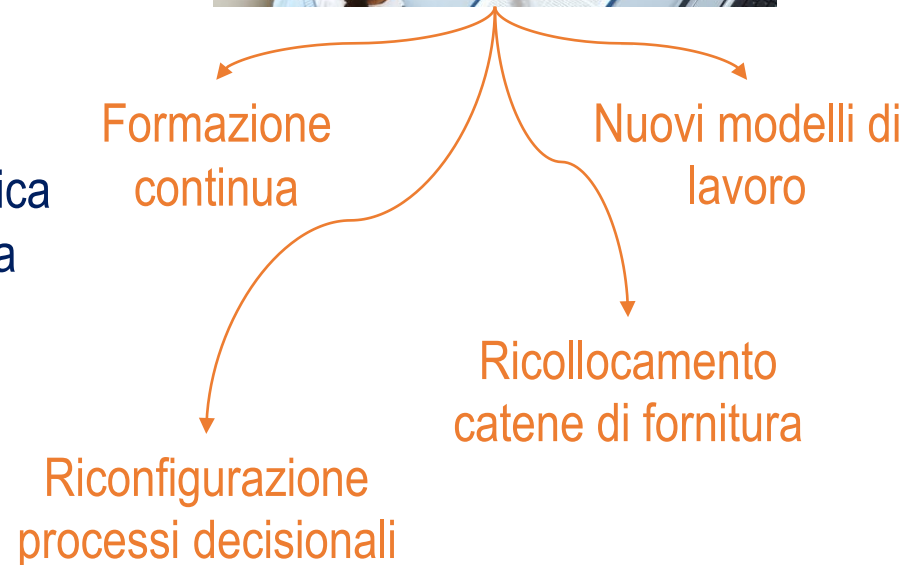 Formazione
continua
Nuovi modelli di
lavoro
Ricollocamento
catene di fornitura
Riconfigurazione
processi decisionali